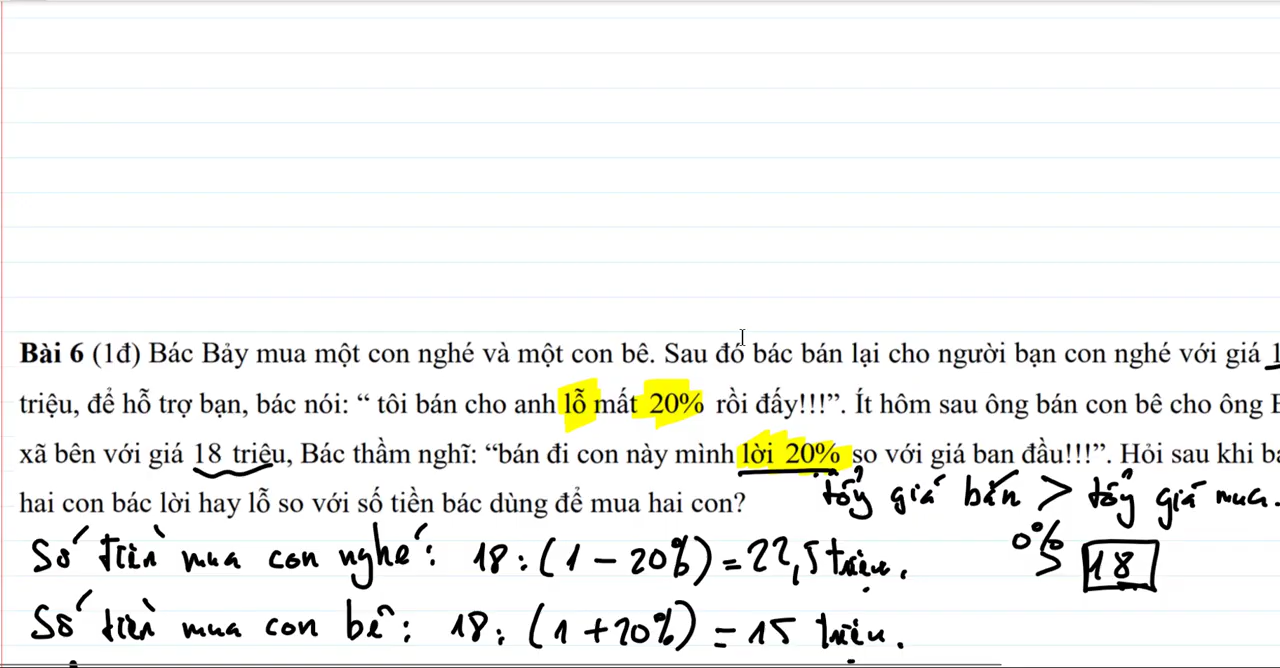 Bài 6 (1đ) Bác Bảy mua một con nghé và một con bê. Sau đó bác bán lại cho người bạn con nghé với giá 1
triệu, để hỗ trợ bạn, bác nói: “ tôi bán cho anh lỗ mất 20% rồi đấy!!!”. Ít hôm sau ông bán con bê cho ông
xã bên với giá 18 triệu, Bác thầm nghĩ: “bán đi con này mình lời 20% so với giá ban đầu!!!”. Hỏi sau khi
hai con bác lời hay lỗ so với số tiền bác dùng để mua hai con?
tổng giá bán > tổng giá mua.
Số tiền mua con nghé: 18 : (1 – 20%) = 22,5 triệu.
0%
18
Số tiền mua con bê: 18 : (1 + 20%) = 15 triệu.